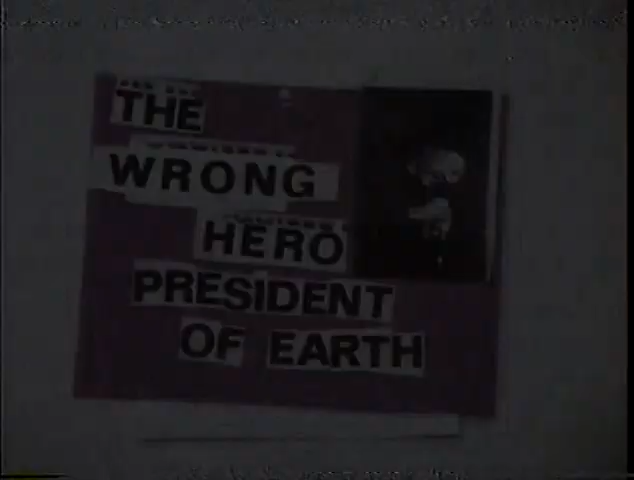 THE
WRONG
HERO
PRESIDENT
OF EARTH